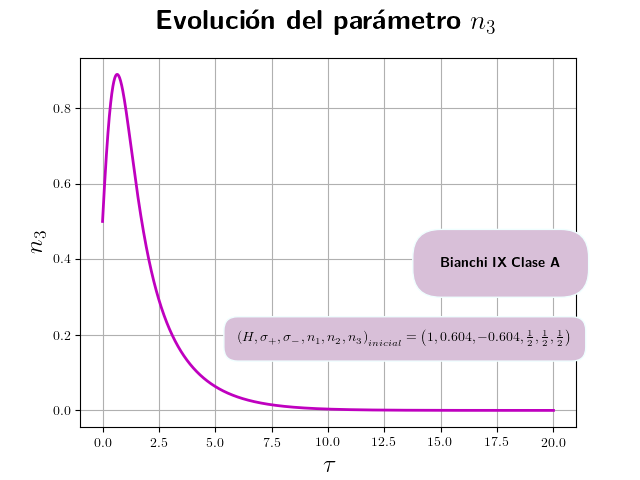 Evolución del parámetro n₃
0.8
0.6
0.4
0.2
0.0
n₃
Bianchi IX Clase A
(H, σ₊, σ₋, n₁, n₂, n₃)ᵢₙᵢcᵢₐₗ = (1, 0.604, −0.604, ½, ½, ½)
0.0 2.5 5.0 7.5 10.0 12.5 15.0 17.5 20.0
τ